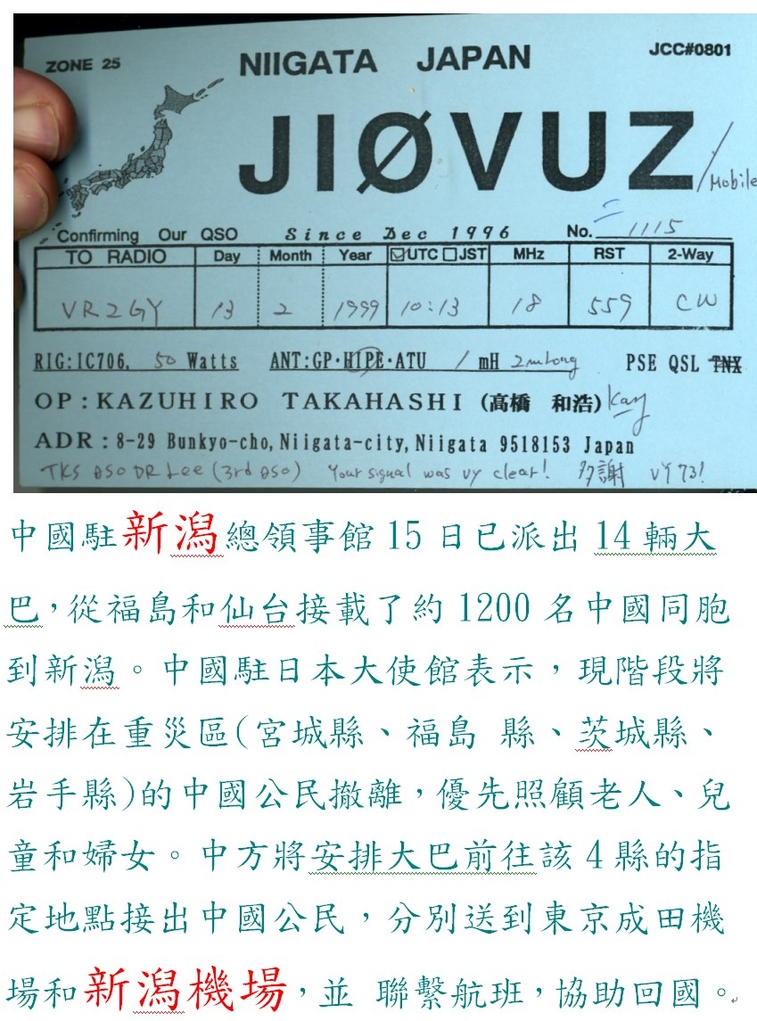 ZONE 25 NIIGATA JAPAN JCC#0801
JIØVUZ/Mobile
Confirming Our QSO Since Dec 1996 No. 1115
TO RADIO Day Month Year ☑UTC □JST MHz RST 2-Way
VR2GY 13 2 1999 10:13 18 559 CW
RIG:IC706, 50 Watts ANT:GP·HIPE·ATU / mH 2m Long PSE QSL TNX
OP:KAZUHIRO TAKAHASHI (高橋 和浩) Kay
ADR:8-29 Bunkyo-cho, Niigata-city, Niigata 9518153 Japan
TKS QSO DR Lee (3rd QSO) Your signal was vy clear! 多謝 VY 73!
中國駐新潟總領事館 15 日已派出 14 輛大
巴,從福島和仙台接載了約 1200 名中國同胞
到新潟。中國駐日本大使館表示,現階段將
安排在重災區(宮城縣、福島 縣、茨城縣、
岩手縣)的中國公民撤離,優先照顧老人、兒
童和婦女。中方將安排大巴前往該 4 縣的指
定地點接出中國公民,分別送到東京成田機
場和新潟機場,並 聯繫航班,協助回國。